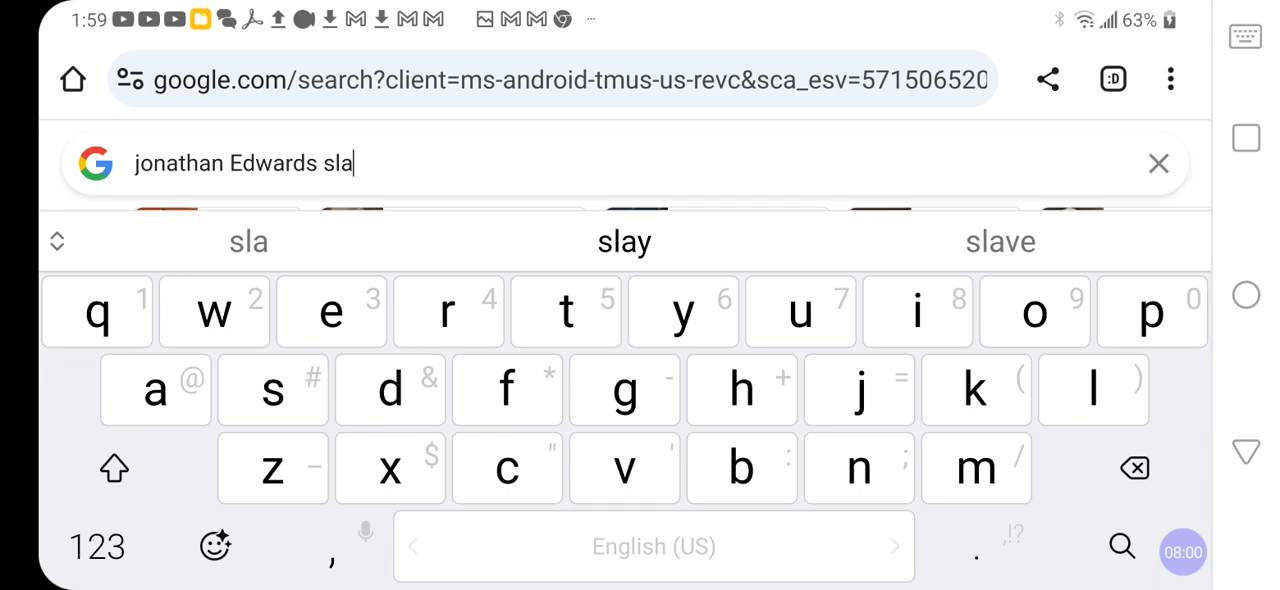 1:59 ... 63%
google.com/search?client=ms-android-tmus-us-revc&sca_esv=571506520
:D
jonathan Edwards sla
sla slay slave
q 1 w 2 e 3 r 4 t 5 y 6 u 7 i 8 o 9 p 0
a @ s # d & f * g - h + j = k ( l )
z _ x $ c " v ' b : n ; m /
123 , < English (US) > . ,!? 08:00